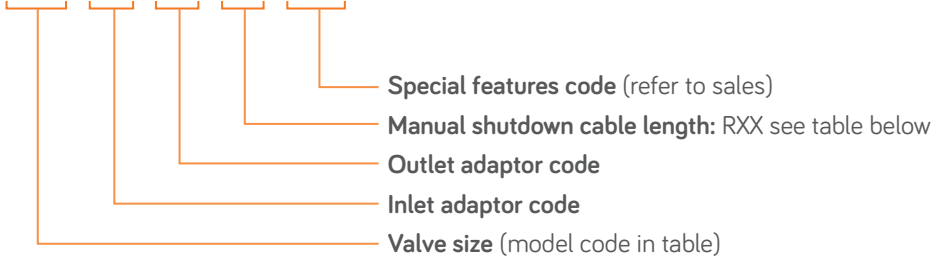 Special features code (refer to sales)
Manual shutdown cable length: RXX see table below
Outlet adaptor code
Inlet adaptor code
Valve size (model code in table)